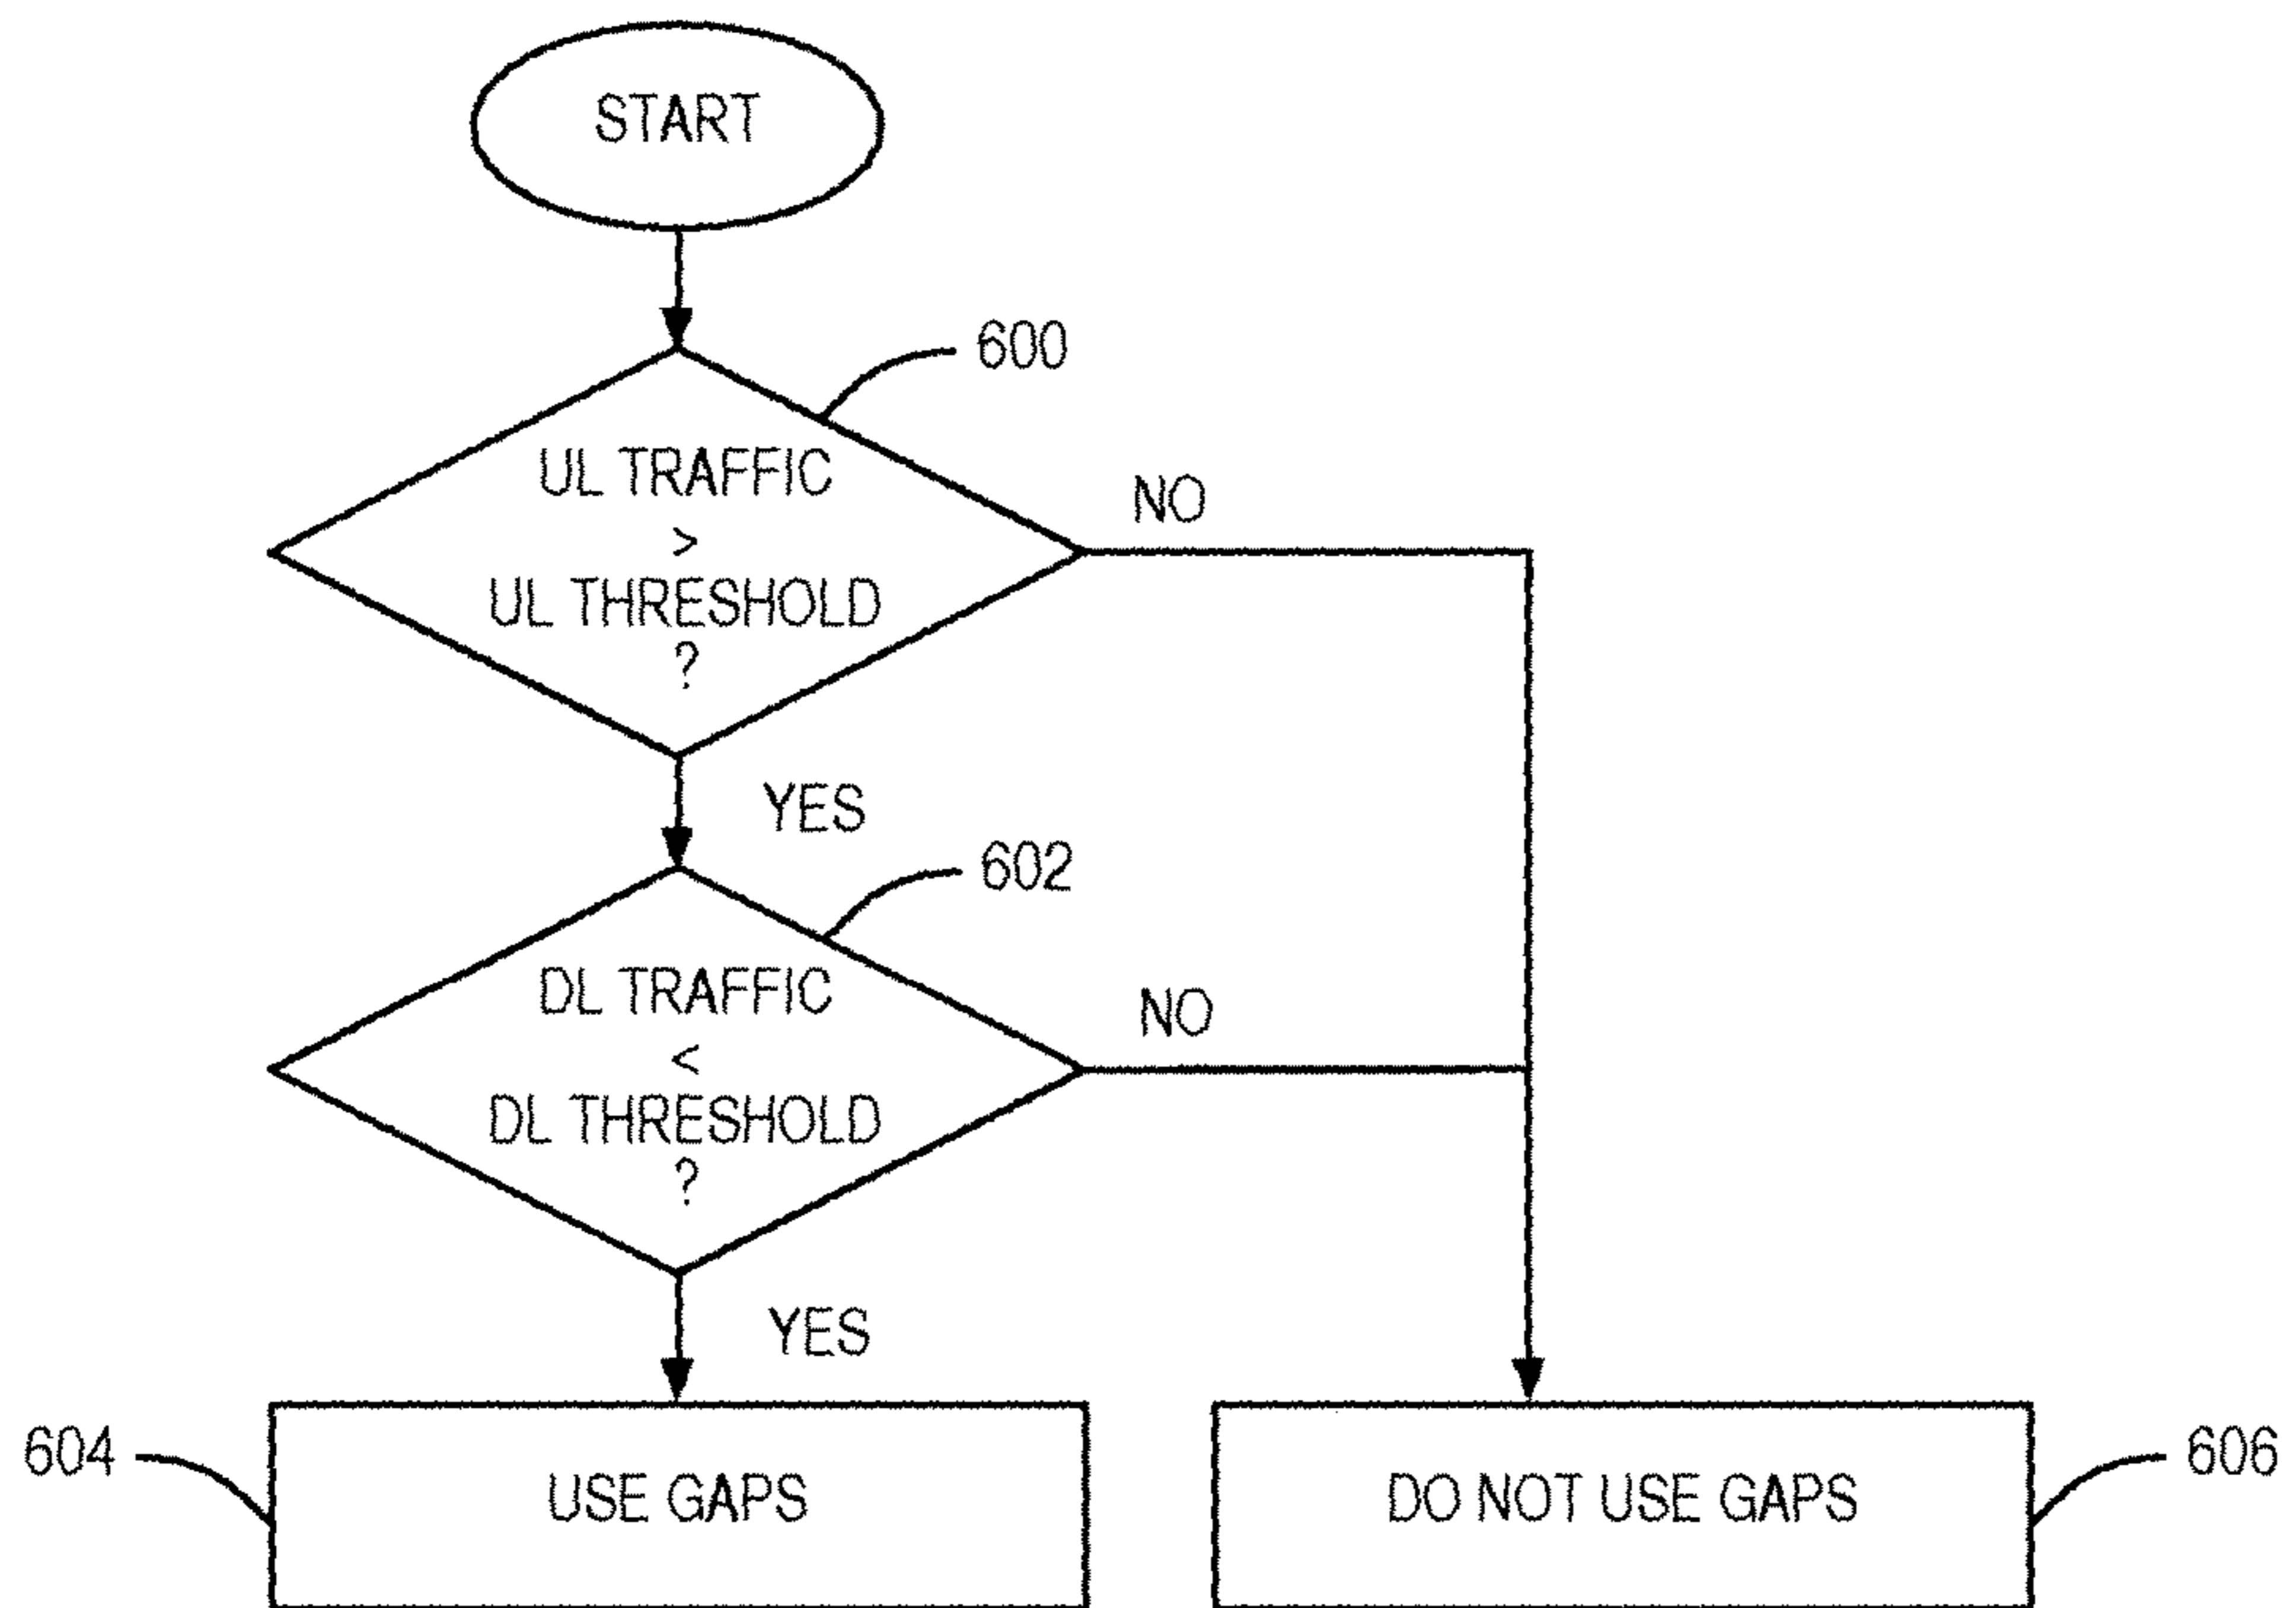 START
600
UL TRAFFIC
>
UL THRESHOLD
?
NO
YES
602
DL TRAFFIC
<
DL THRESHOLD
?
NO
YES
604
USE GAPS
DO NOT USE GAPS
606